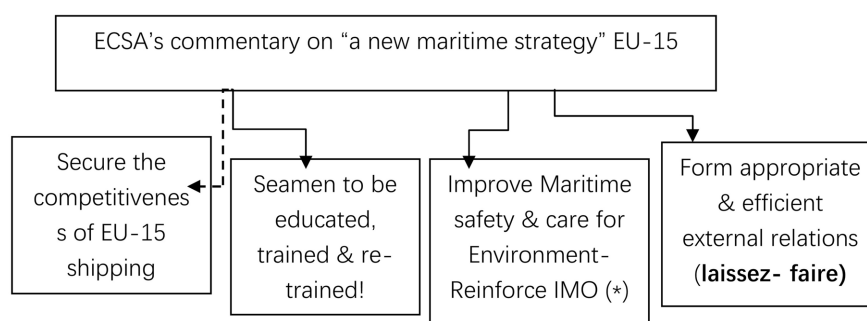 ECSA’s commentary on “a new maritime strategy” EU-15
Secure the
competitivenes
s of EU-15
shipping
Seamen to be
educated,
trained & re-
trained!
Improve Maritime
safety & care for
Environment-
Reinforce IMO (*)
Form appropriate
& efficient
external relations
(laissez- faire)